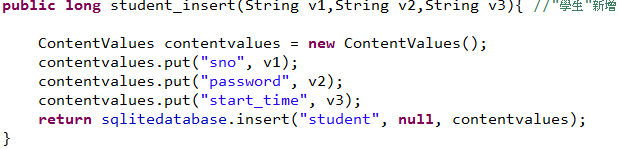 public long student_insert(String v1,String v2,String v3){ //"學生"新增
ContentValues contentvalues = new ContentValues();
contentvalues.put("sno", v1);
contentvalues.put("password", v2);
contentvalues.put("start_time", v3);
return sqlitedatabase.insert("student", null, contentvalues);
}